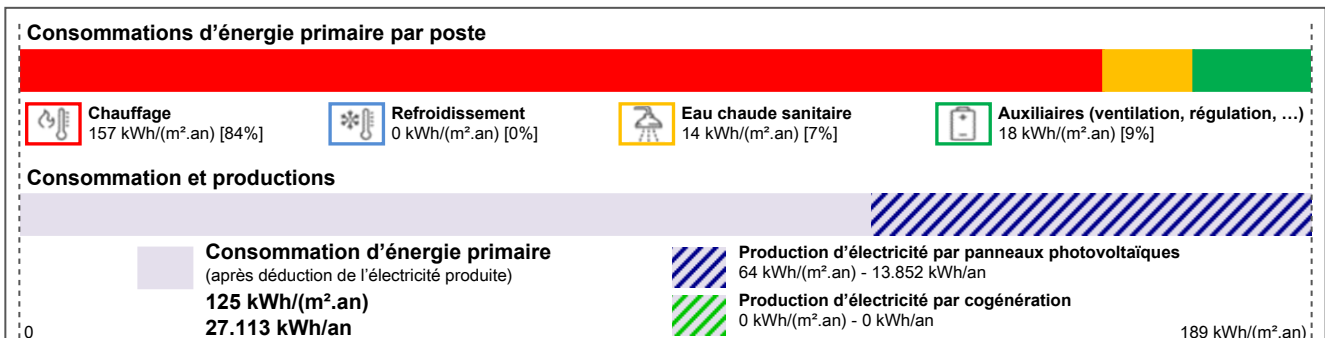 Consommations d'énergie primaire par poste
Chauffage
157 kWh/(m².an) [84%]
Refroidissement
0 kWh/(m².an) [0%]
Eau chaude sanitaire
14 kWh/(m².an) [7%]
Auxiliaires (ventilation, régulation, …)
18 kWh/(m².an) [9%]
Consommation et productions
Consommation d'énergie primaire
(après déduction de l'électricité produite)
125 kWh/(m².an)
27.113 kWh/an
Production d'électricité par panneaux photovoltaïques
64 kWh/(m².an) - 13.852 kWh/an
Production d'électricité par cogénération
0 kWh/(m².an) - 0 kWh/an
0
189 kWh/(m².an)